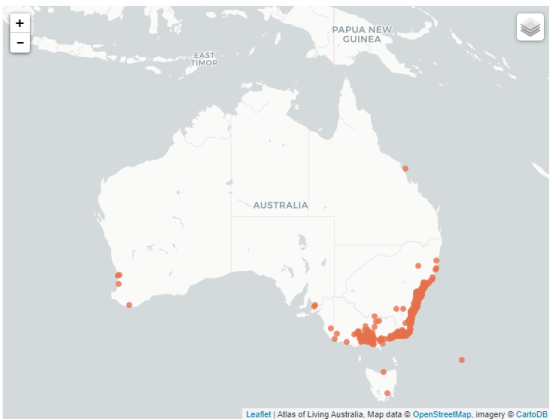 +
−
PAPUA NEW
GUINEA
EAST
TIMOR
AUSTRALIA
Leaflet | Atlas of Living Australia, Map data © OpenStreetMap, imagery © CartoDB